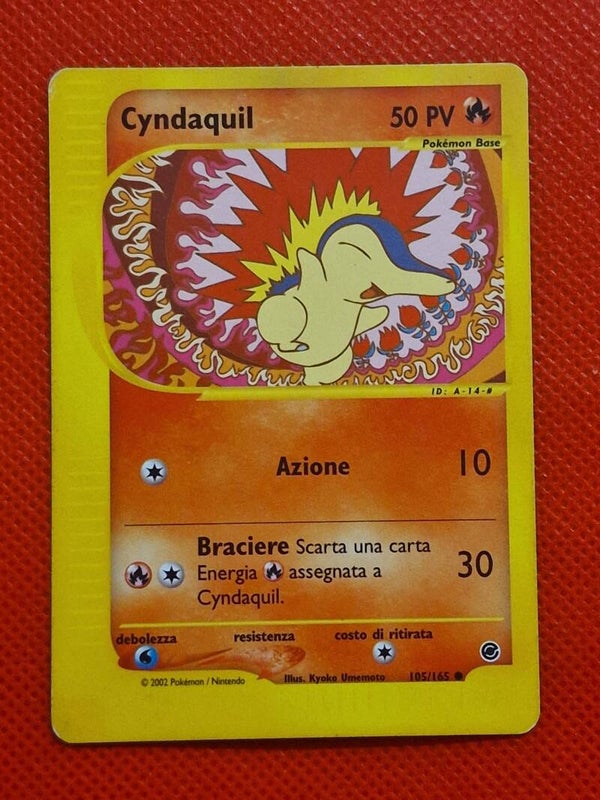 Cyndaquil 50 PV
Pokémon Base
ID: A-14-#
Azione 10
Braciere Scarta una carta
Energia assegnata a 30
Cyndaquil.
debolezza resistenza costo di ritirata
© 2002 Pokémon / Nintendo Illus. Kyoko Umemoto 105/165